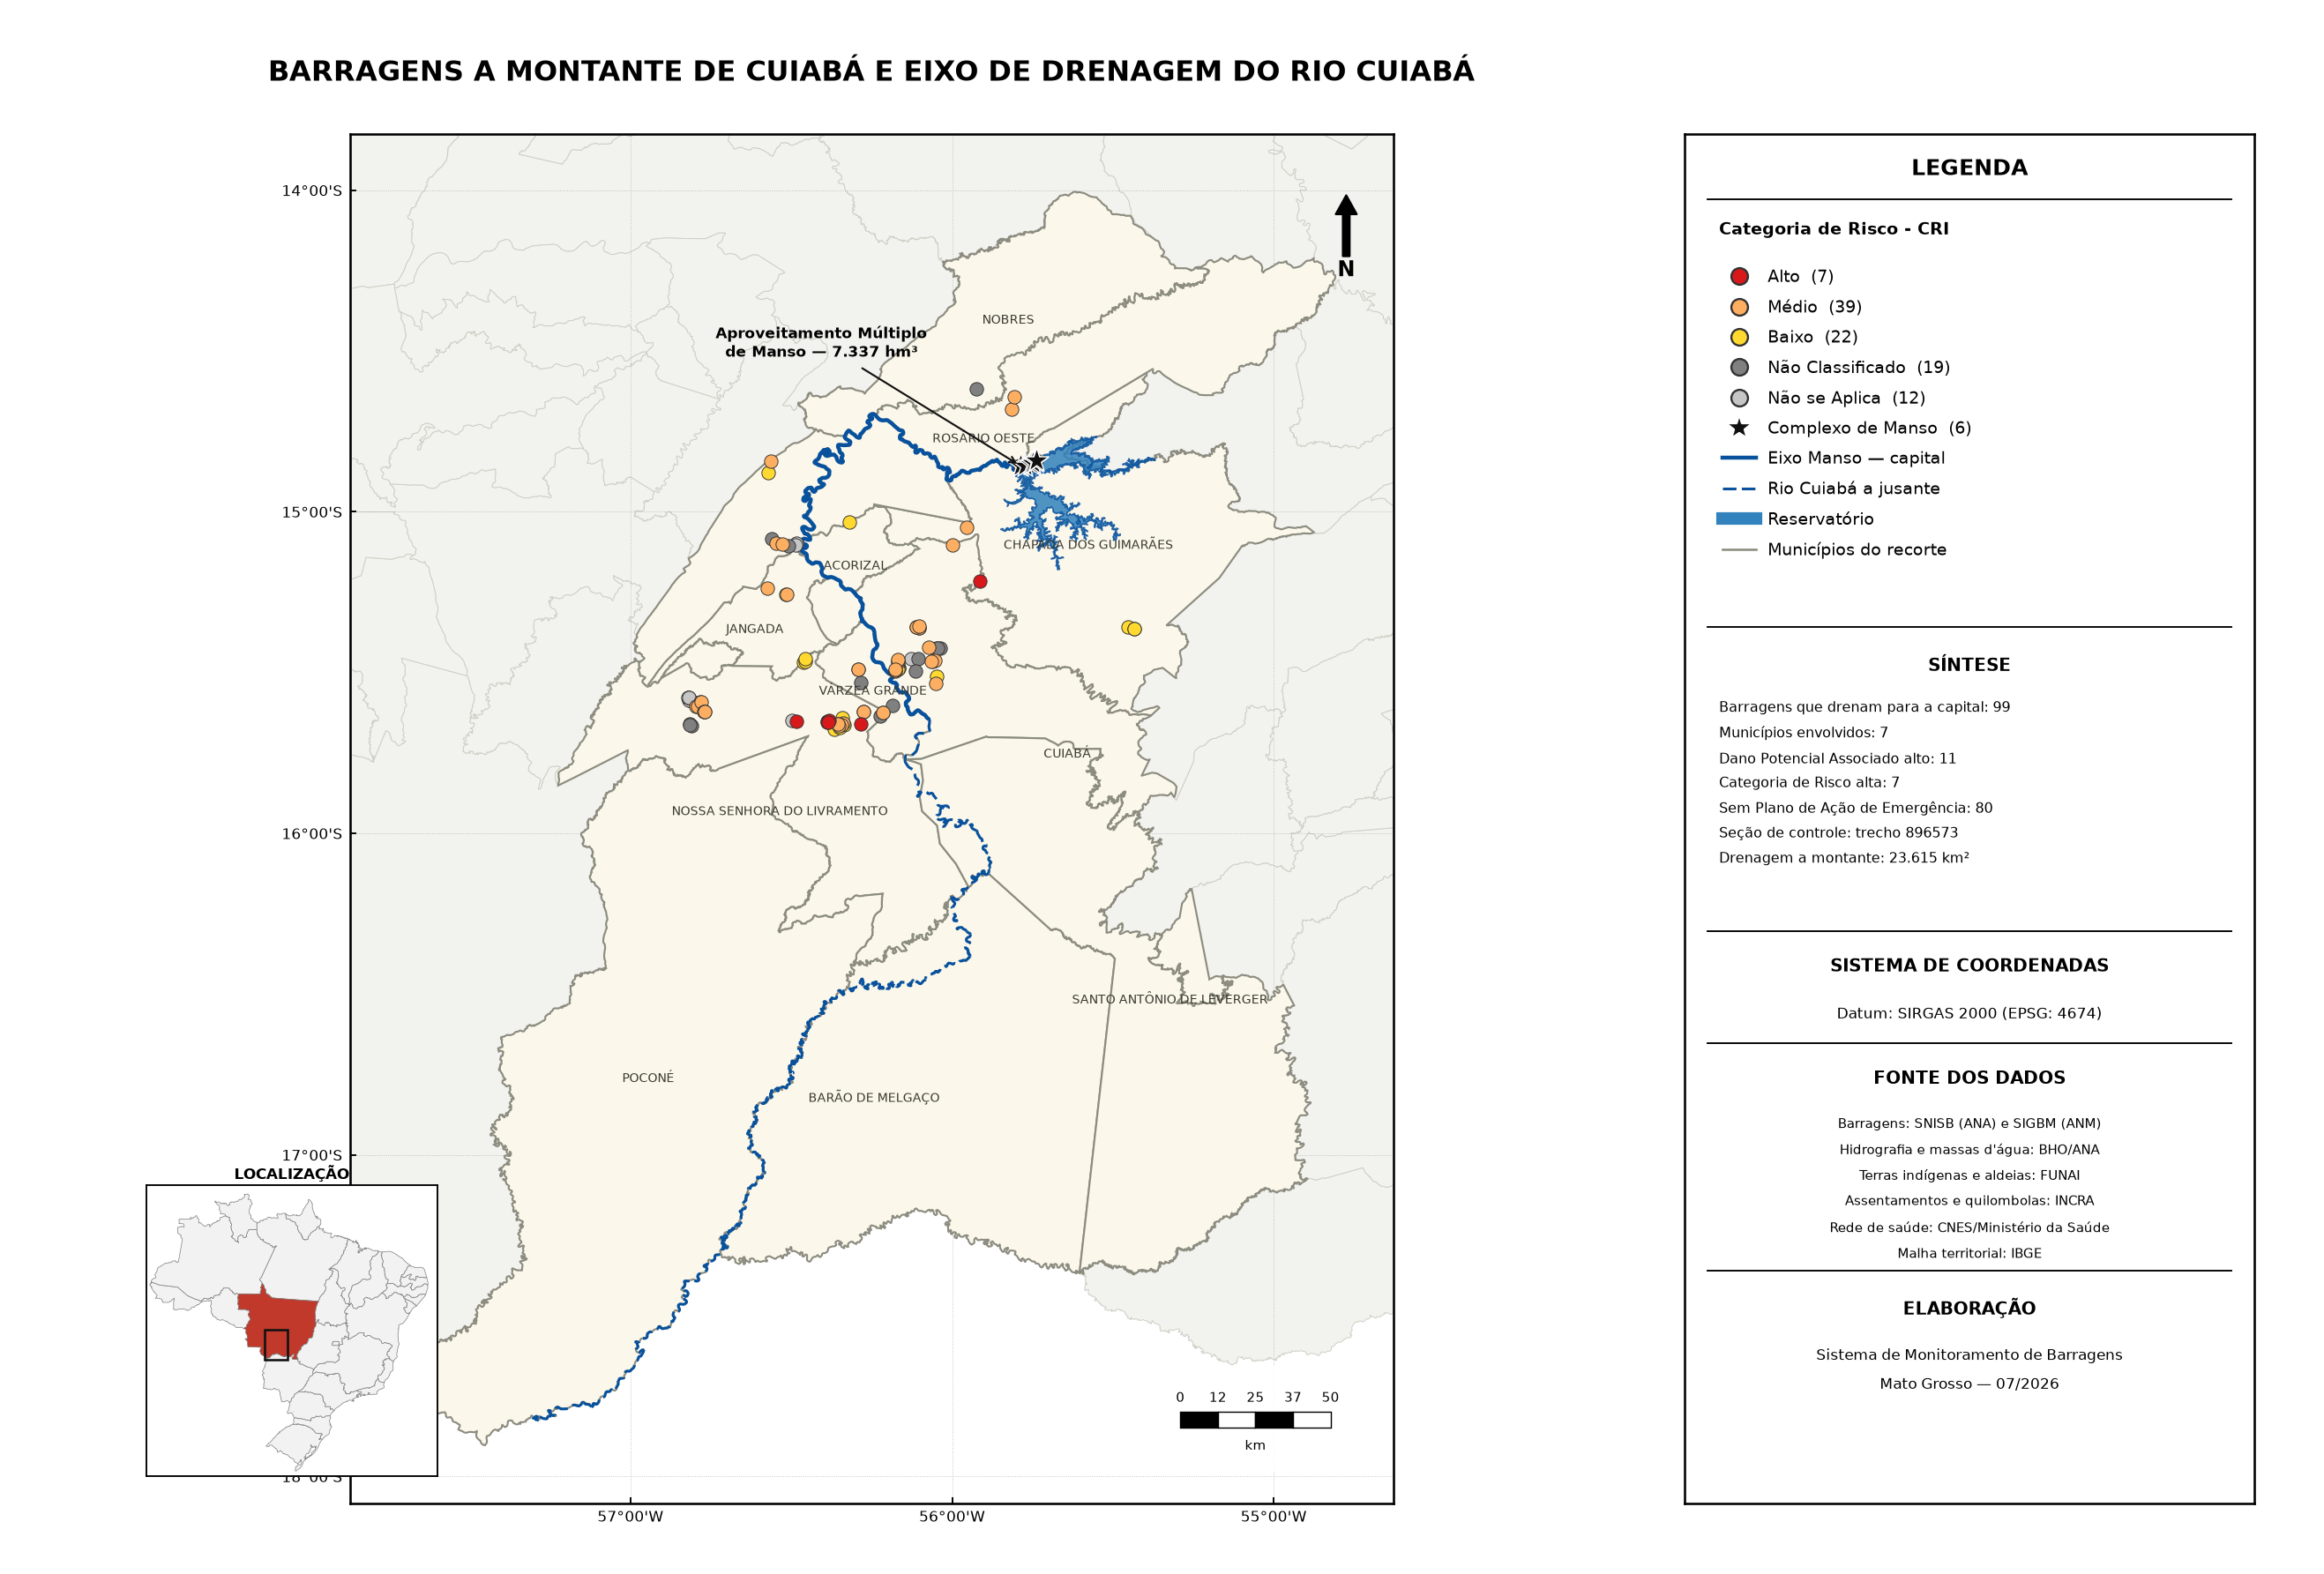 BARRAGENS A MONTANTE DE CUIABÁ E EIXO DE DRENAGEM DO RIO CUIABÁ
14°00'S
15°00'S
16°00'S
17°00'S
18°00'S
57°00'W
56°00'W
55°00'W
N
NOBRES
Aproveitamento Múltiplo
de Manso — 7.337 hm³
ROSÁRIO OESTE
CHAPADA DOS GUIMARÃES
ACORIZAL
JANGADA
VÁRZEA GRANDE
CUIABÁ
NOSSA SENHORA DO LIVRAMENTO
SANTO ANTÔNIO DE LEVERGER
POCONÉ
BARÃO DE MELGAÇO
LOCALIZAÇÃO
0 12 25 37 50
km
LEGENDA
Categoria de Risco - CRI
Alto (7)
Médio (39)
Baixo (22)
Não Classificado (19)
Não se Aplica (12)
Complexo de Manso (6)
Eixo Manso — capital
Rio Cuiabá a jusante
Reservatório
Municípios do recorte
SÍNTESE
Barragens que drenam para a capital: 99
Municípios envolvidos: 7
Dano Potencial Associado alto: 11
Categoria de Risco alta: 7
Sem Plano de Ação de Emergência: 80
Seção de controle: trecho 896573
Drenagem a montante: 23.615 km²
SISTEMA DE COORDENADAS
Datum: SIRGAS 2000 (EPSG: 4674)
FONTE DOS DADOS
Barragens: SNISB (ANA) e SIGBM (ANM)
Hidrografia e massas d'água: BHO/ANA
Terras indígenas e aldeias: FUNAI
Assentamentos e quilombolas: INCRA
Rede de saúde: CNES/Ministério da Saúde
Malha territorial: IBGE
ELABORAÇÃO
Sistema de Monitoramento de Barragens
Mato Grosso — 07/2026